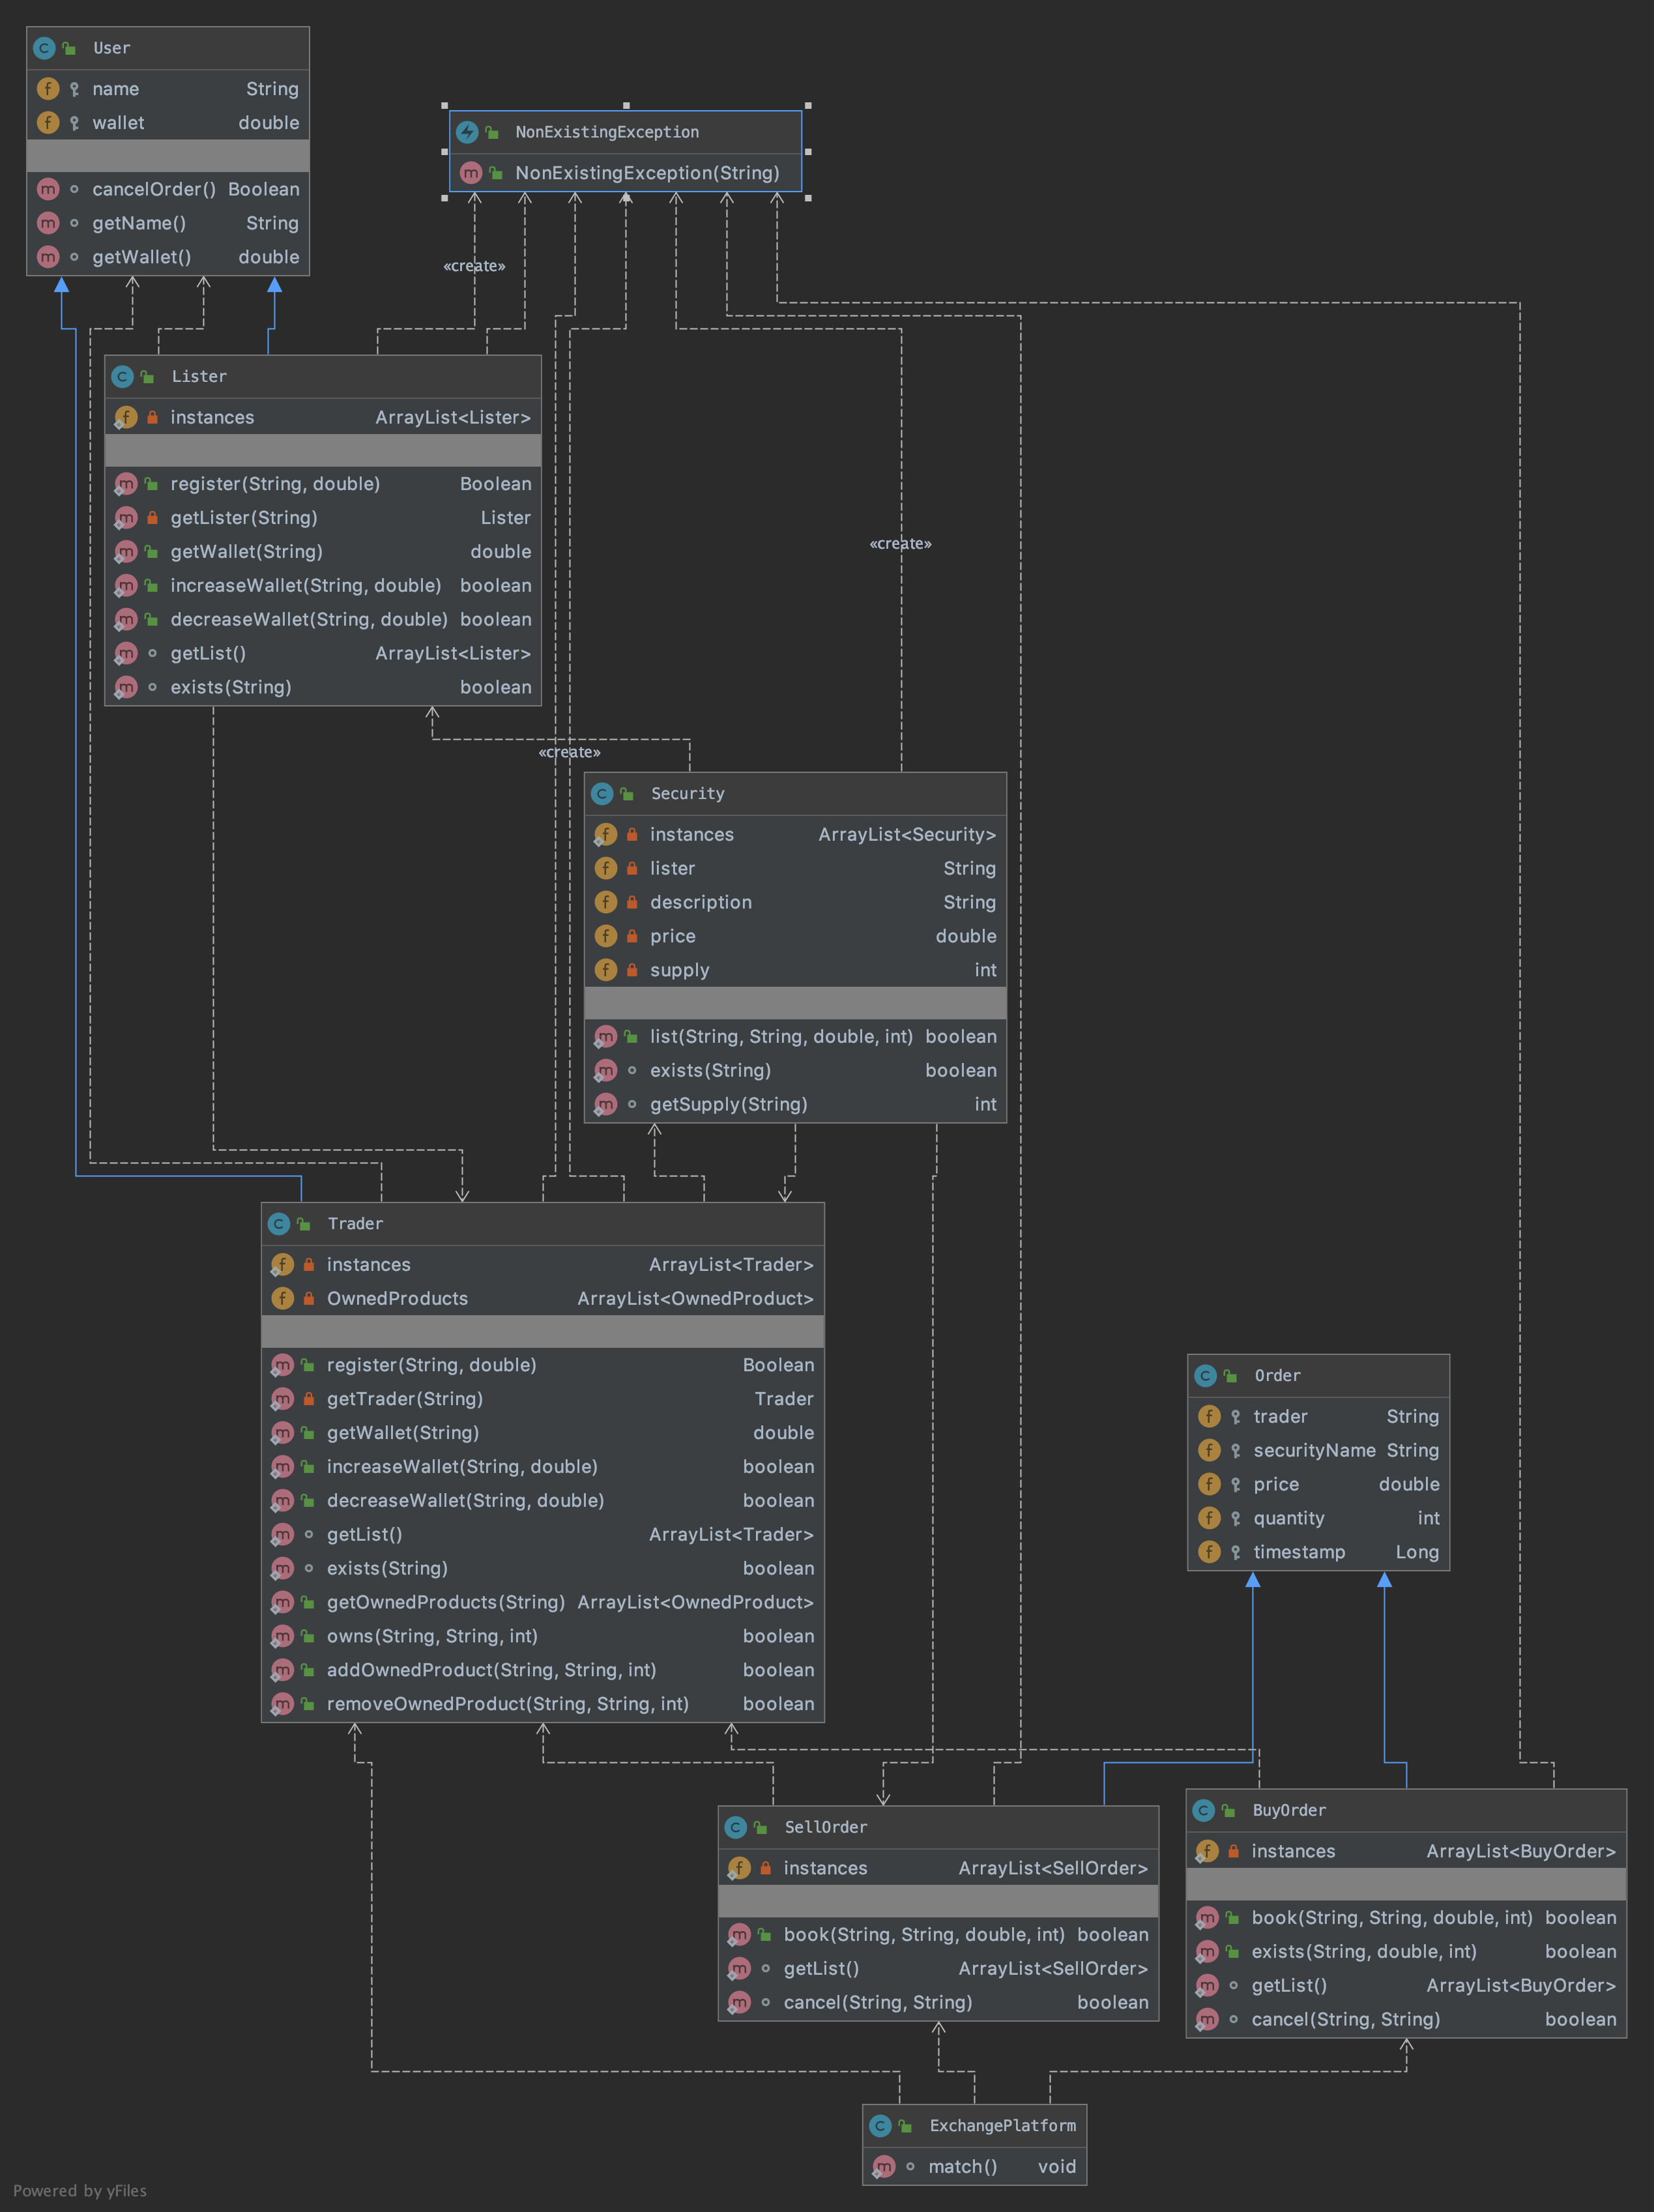 User
name String
wallet double
cancelOrder() Boolean
getName() String
getWallet() double
NonExistingException
NonExistingException(String)
«create»
Lister
instances ArrayList<Lister>
register(String, double) Boolean
getLister(String) Lister
getWallet(String) double
increaseWallet(String, double) boolean
decreaseWallet(String, double) boolean
getList() ArrayList<Lister>
exists(String) boolean
«create»
«create»
Security
instances ArrayList<Security>
lister String
description String
price double
supply int
list(String, String, double, int) boolean
exists(String) boolean
getSupply(String) int
Trader
instances ArrayList<Trader>
OwnedProducts ArrayList<OwnedProduct>
register(String, double) Boolean
getTrader(String) Trader
getWallet(String) double
increaseWallet(String, double) boolean
decreaseWallet(String, double) boolean
getList() ArrayList<Trader>
exists(String) boolean
getOwnedProducts(String) ArrayList<OwnedProduct>
owns(String, String, int) boolean
addOwnedProduct(String, String, int) boolean
removeOwnedProduct(String, String, int) boolean
Order
trader String
securityName String
price double
quantity int
timestamp Long
SellOrder
instances ArrayList<SellOrder>
book(String, String, double, int) boolean
getList() ArrayList<SellOrder>
cancel(String, String) boolean
BuyOrder
instances ArrayList<BuyOrder>
book(String, String, double, int) boolean
exists(String, double, int) boolean
getList() ArrayList<BuyOrder>
cancel(String, String) boolean
ExchangePlatform
match() void
Powered by yFiles